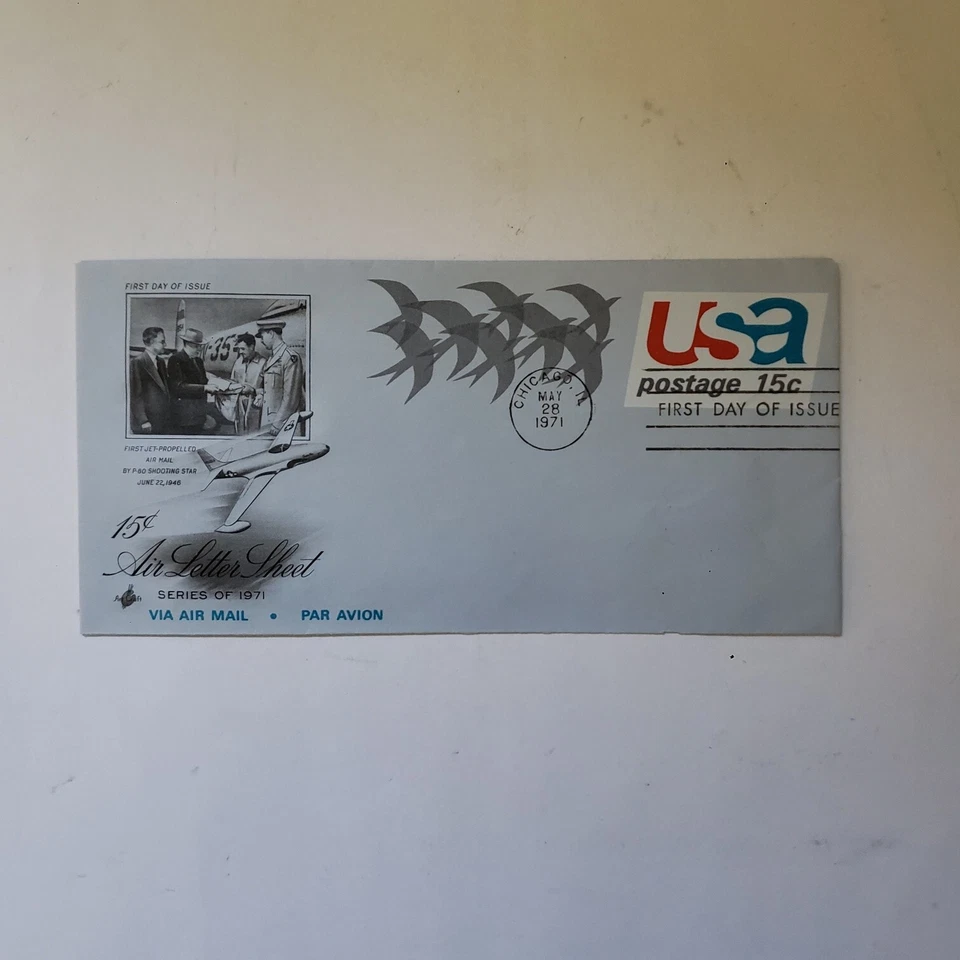 FIRST DAY OF ISSUE
-35
FIRST JET-PROPELLED
AIR MAIL
BY P-80 SHOOTING STAR
JUNE 22, 1946
15¢
Air Letter Sheet
SERIES OF 1971
VIA AIR MAIL • PAR AVION
CHICAGO, IL
MAY
28
1971
usa
postage 15c
FIRST DAY OF ISSUE